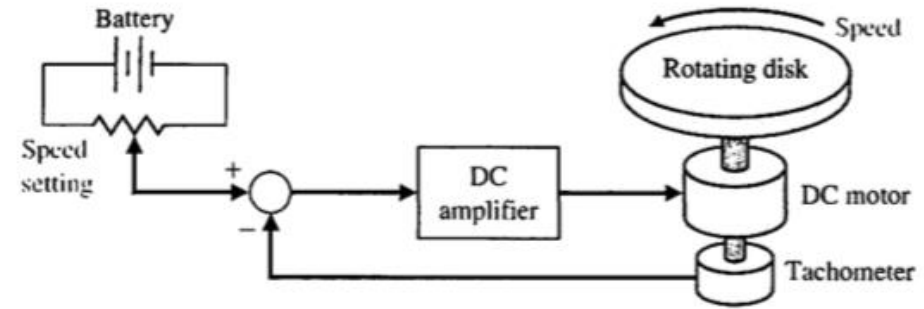 Battery
Speed
Rotating disk
Speed
setting
+
DC
amplifier
DC motor
−
Tachometer